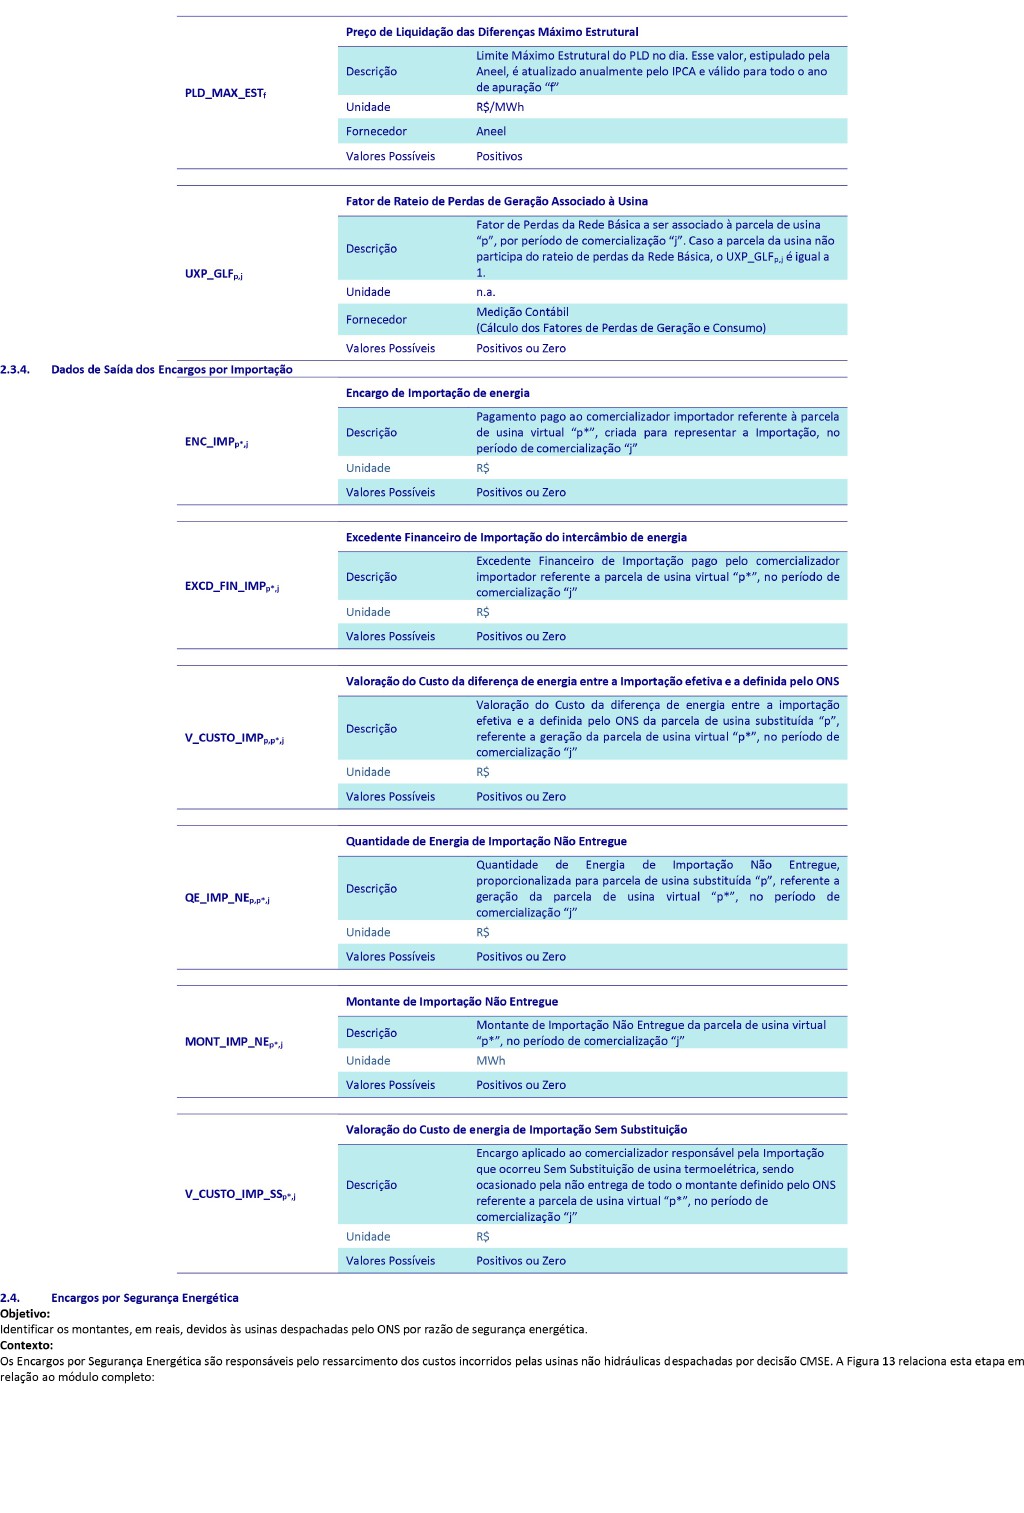 Preço de Liquidação das Diferenças Máximo Estrutural
PLD_MAX_ESTf
Descrição
Limite Máximo Estrutural do PLD no dia. Esse valor, estipulado pela
Aneel, é atualizado anualmente pelo IPCA e válido para todo o ano
de apuração “f”
Unidade
R$/MWh
Fornecedor
Aneel
Valores Possíveis
Positivos
Fator de Rateio de Perdas de Geração Associado à Usina
UXP_GLFp,j
Descrição
Fator de Perdas da Rede Básica a ser associado à parcela de usina
“p”, por período de comercialização “j”. Caso a parcela da usina não
participa do rateio de perdas da Rede Básica, o UXP_GLFp,j é igual a
1.
Unidade
n.a.
Fornecedor
Medição Contábil
(Cálculo dos Fatores de Perdas de Geração e Consumo)
Valores Possíveis
Positivos ou Zero
2.3.4. Dados de Saída dos Encargos por Importação
Encargo de Importação de energia
ENC_IMPp*,j
Descrição
Pagamento pago ao comercializador importador referente à parcela
de usina virtual “p*”, criada para representar a Importação, no
período de comercialização “j”
Unidade
R$
Valores Possíveis
Positivos ou Zero
Excedente Financeiro de Importação do intercâmbio de energia
EXCD_FIN_IMPp*,j
Descrição
Excedente Financeiro de Importação pago pelo comercializador
importador referente a parcela de usina virtual “p*”, no período de
comercialização “j”
Unidade
R$
Valores Possíveis
Positivos ou Zero
Valoração do Custo da diferença de energia entre a Importação efetiva e a definida pelo ONS
V_CUSTO_IMPp,p*,j
Descrição
Valoração do Custo da diferença de energia entre a importação
efetiva e a definida pelo ONS da parcela de usina substituída “p”,
referente a geração da parcela de usina virtual “p*”, no período de
comercialização “j”
Unidade
R$
Valores Possíveis
Positivos ou Zero
Quantidade de Energia de Importação Não Entregue
QE_IMP_NEp,p*,j
Descrição
Quantidade de Energia de Importação Não Entregue,
proporcionalizada para parcela de usina substituída “p”, referente a
geração da parcela de usina virtual “p*”, no período de
comercialização “j”
Unidade
R$
Valores Possíveis
Positivos ou Zero
Montante de Importação Não Entregue
MONT_IMP_NEp*,j
Descrição
Montante de Importação Não Entregue da parcela de usina virtual
“p*”, no período de comercialização “j”
Unidade
MWh
Valores Possíveis
Positivos ou Zero
Valoração do Custo de energia de Importação Sem Substituição
V_CUSTO_IMP_SSp*,j
Descrição
Encargo aplicado ao comercializador responsável pela Importação
que ocorreu Sem Substituição de usina termoelétrica, sendo
ocasionado pela não entrega de todo o montante definido pelo ONS
referente a parcela de usina virtual “p*”, no período de
comercialização “j”
Unidade
R$
Valores Possíveis
Positivos ou Zero
2.4. Encargos por Segurança Energética
Objetivo:
Identificar os montantes, em reais, devidos às usinas despachadas pelo ONS por razão de segurança energética.
Contexto:
Os Encargos por Segurança Energética são responsáveis pelo ressarcimento dos custos incorridos pelas usinas não hidráulicas despachadas por decisão CMSE. A Figura 13 relaciona esta etapa em
relação ao módulo completo: